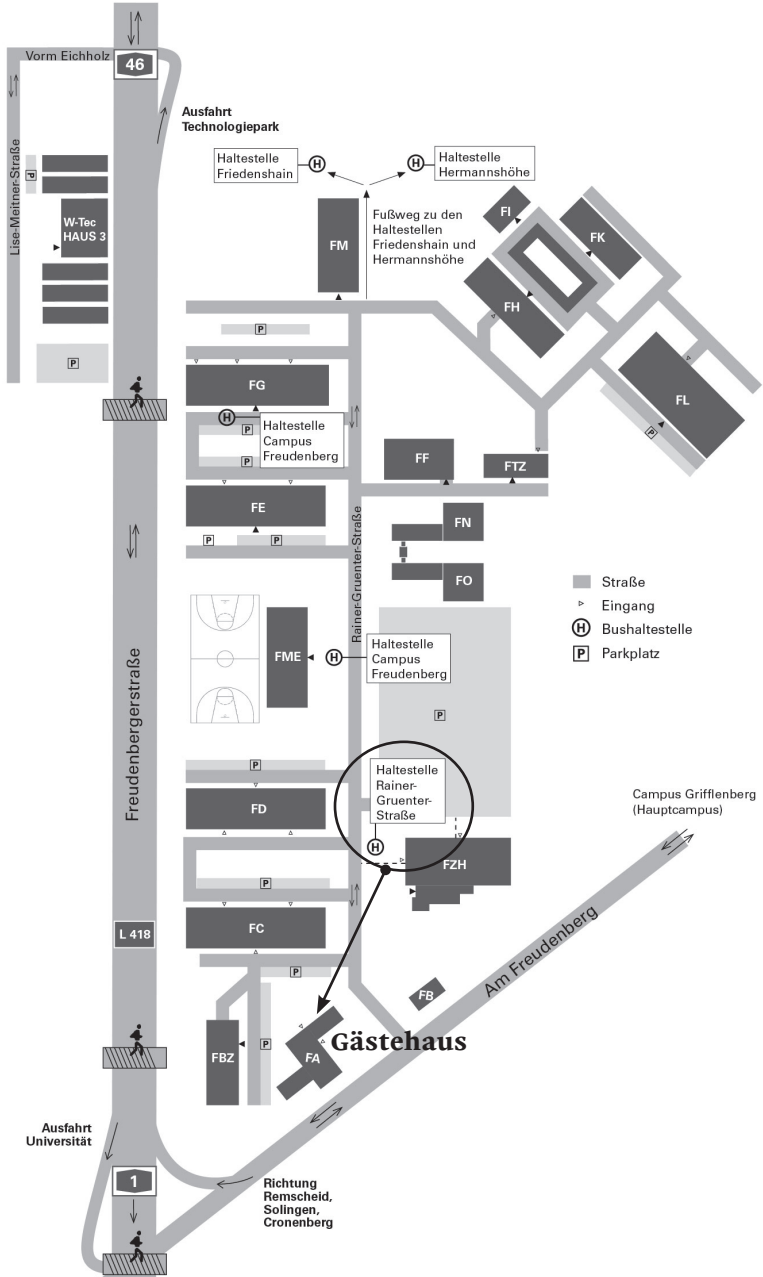 Vorm Eichholz
46
Ausfahrt
Technologiepark
Lise-Meitner-Straße
P
W-Tec
HAUS 3
P
Haltestelle
Friedenshain
H
H
Haltestelle
Hermannshöhe
FM
Fußweg zu den
Haltestellen
Friedenshain und
Hermannshöhe
FI
FK
FH
FL
P
P
FG
H
P
Haltestelle
Campus
Freudenberg
P
FF
FTZ
FE
P
P
Rainer-Gruenter-Straße
FN
FO
Straße
Eingang
H
Bushaltestelle
P
Parkplatz
FME
H
Haltestelle
Campus
Freudenberg
P
Freudenbergerstraße
P
FD
Haltestelle
Rainer-
Gruenter-
Straße
H
FZH
Campus Grifflenberg
(Hauptcampus)
P
FC
L 418
P
Am Freudenberg
FB
FBZ
P
FA
Gästehaus
Ausfahrt
Universität
1
Richtung
Remscheid,
Solingen,
Cronenberg